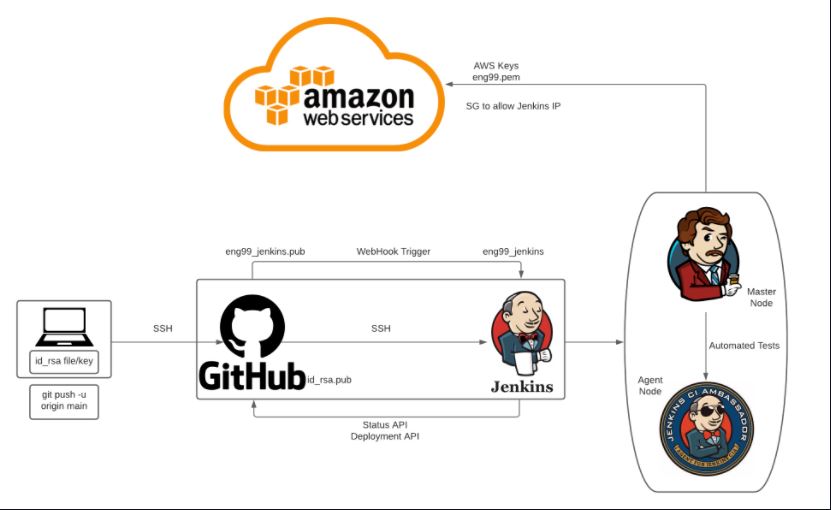 amazon
web services
AWS Keys
eng99.pem
SG to allow Jenkins IP
eng99_jenkins.pub
WebHook Trigger
eng99_jenkins
id_rsa file/key
git push -u
origin main
SSH
GitHub
id_rsa.pub
SSH
Jenkins
Status API
Deployment API
Master
Node
Automated Tests
Agent
Node
JENKINS CI AMBASSADOR